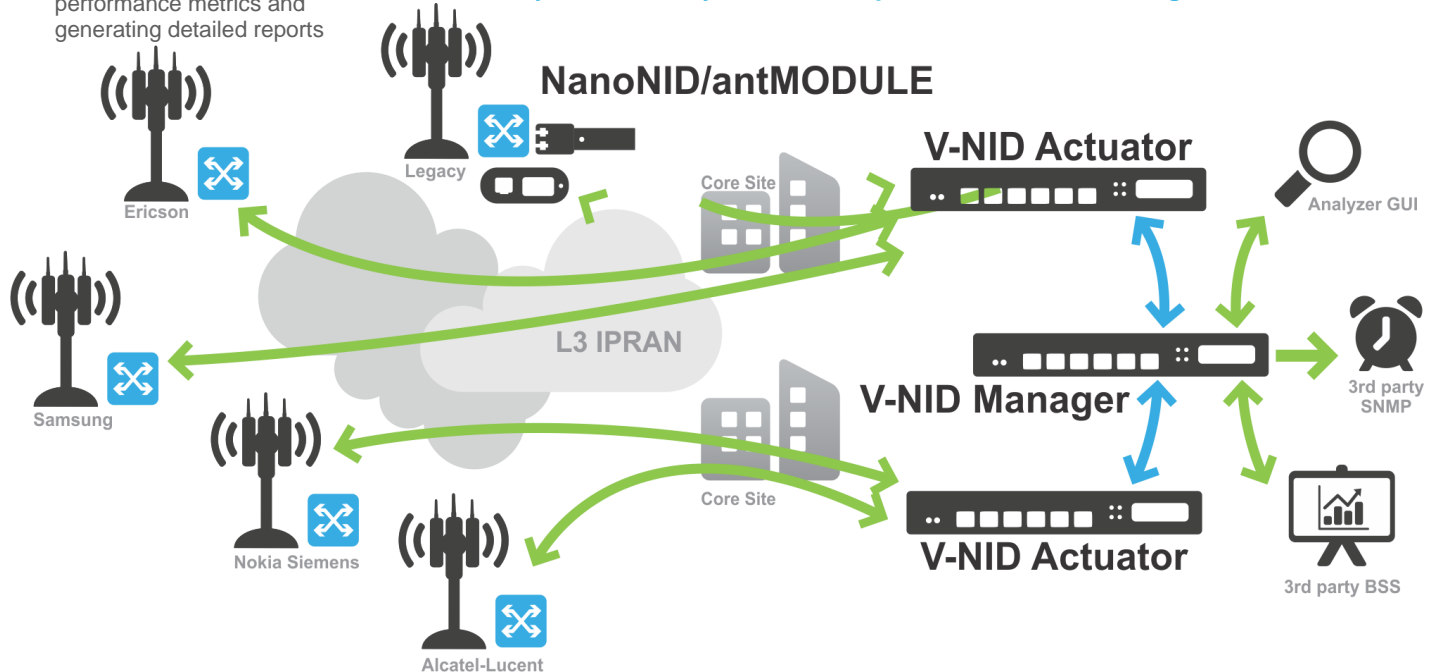 performance metrics and
generating detailed reports
NanoNID/antMODULE
V-NID Actuator
Legacy
Core Site
Ericson
Analyzer GUI
L3 IPRAN
Samsung
V-NID Manager
3rd party
SNMP
Core Site
Nokia Siemens
V-NID Actuator
3rd party BSS
Alcatel-Lucent